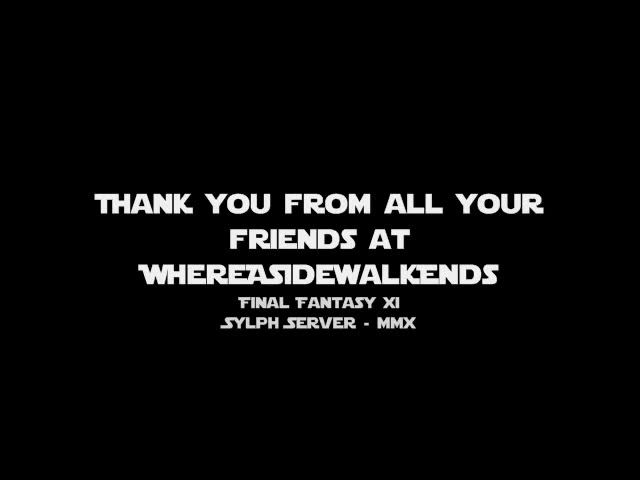 THANK YOU FROM ALL YOUR
FRIENDS AT
WHEREASIDEWALKENDS
FINAL FANTASY XI
SYLPH SERVER - MMX